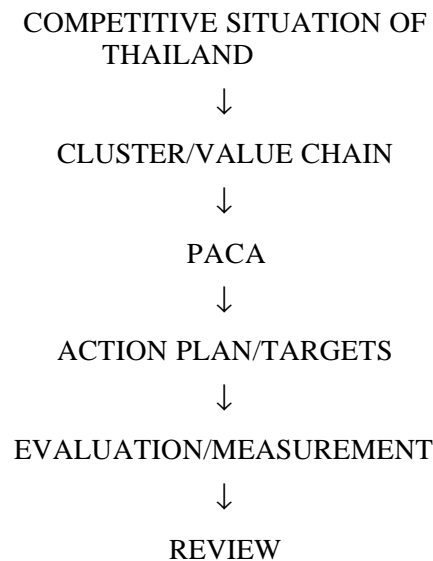 COMPETITIVE SITUATION OF
THAILAND
↓
CLUSTER/VALUE CHAIN
↓
PACA
↓
ACTION PLAN/TARGETS
↓
EVALUATION/MEASUREMENT
↓
REVIEW